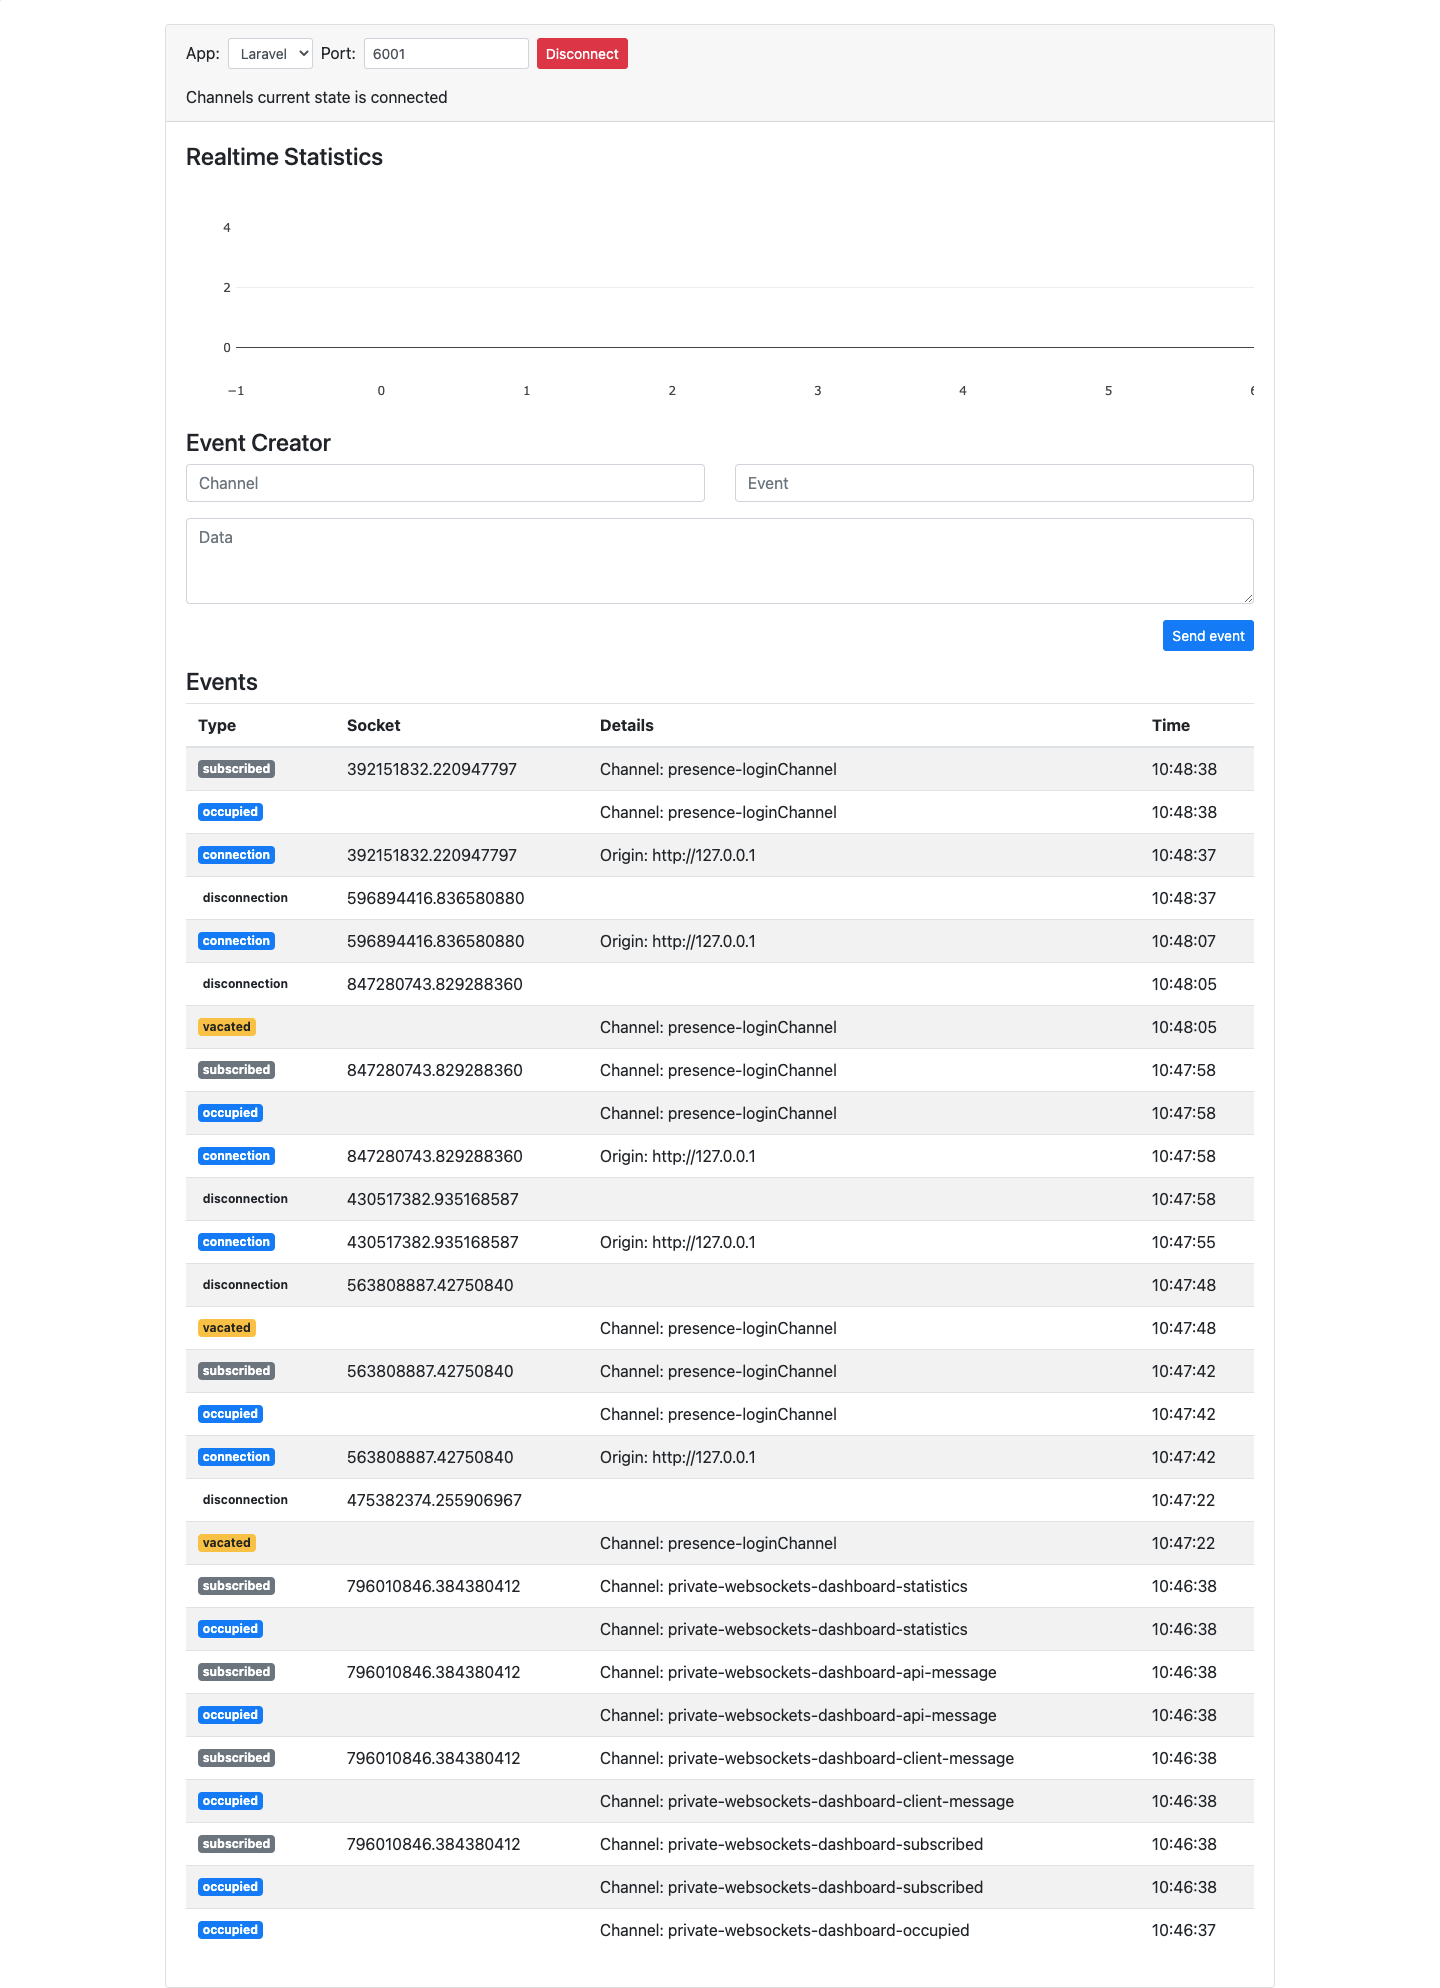 App: Laravel Port: 6001 Disconnect
Channels current state is connected
Realtime Statistics
4
2
0
−1 0 1 2 3 4 5 6
Event Creator
Channel Event
Data
Send event
Events
Type Socket Details Time
subscribed 392151832.220947797 Channel: presence-loginChannel 10:48:38
occupied Channel: presence-loginChannel 10:48:38
connection 392151832.220947797 Origin: http://127.0.0.1 10:48:37
disconnection 596894416.836580880 10:48:37
connection 596894416.836580880 Origin: http://127.0.0.1 10:48:07
disconnection 847280743.829288360 10:48:05
vacated Channel: presence-loginChannel 10:48:05
subscribed 847280743.829288360 Channel: presence-loginChannel 10:47:58
occupied Channel: presence-loginChannel 10:47:58
connection 847280743.829288360 Origin: http://127.0.0.1 10:47:58
disconnection 430517382.935168587 10:47:58
connection 430517382.935168587 Origin: http://127.0.0.1 10:47:55
disconnection 563808887.42750840 10:47:48
vacated Channel: presence-loginChannel 10:47:48
subscribed 563808887.42750840 Channel: presence-loginChannel 10:47:42
occupied Channel: presence-loginChannel 10:47:42
connection 563808887.42750840 Origin: http://127.0.0.1 10:47:42
disconnection 475382374.255906967 10:47:22
vacated Channel: presence-loginChannel 10:47:22
subscribed 796010846.384380412 Channel: private-websockets-dashboard-statistics 10:46:38
occupied Channel: private-websockets-dashboard-statistics 10:46:38
subscribed 796010846.384380412 Channel: private-websockets-dashboard-api-message 10:46:38
occupied Channel: private-websockets-dashboard-api-message 10:46:38
subscribed 796010846.384380412 Channel: private-websockets-dashboard-client-message 10:46:38
occupied Channel: private-websockets-dashboard-client-message 10:46:38
subscribed 796010846.384380412 Channel: private-websockets-dashboard-subscribed 10:46:38
occupied Channel: private-websockets-dashboard-subscribed 10:46:38
occupied Channel: private-websockets-dashboard-occupied 10:46:37